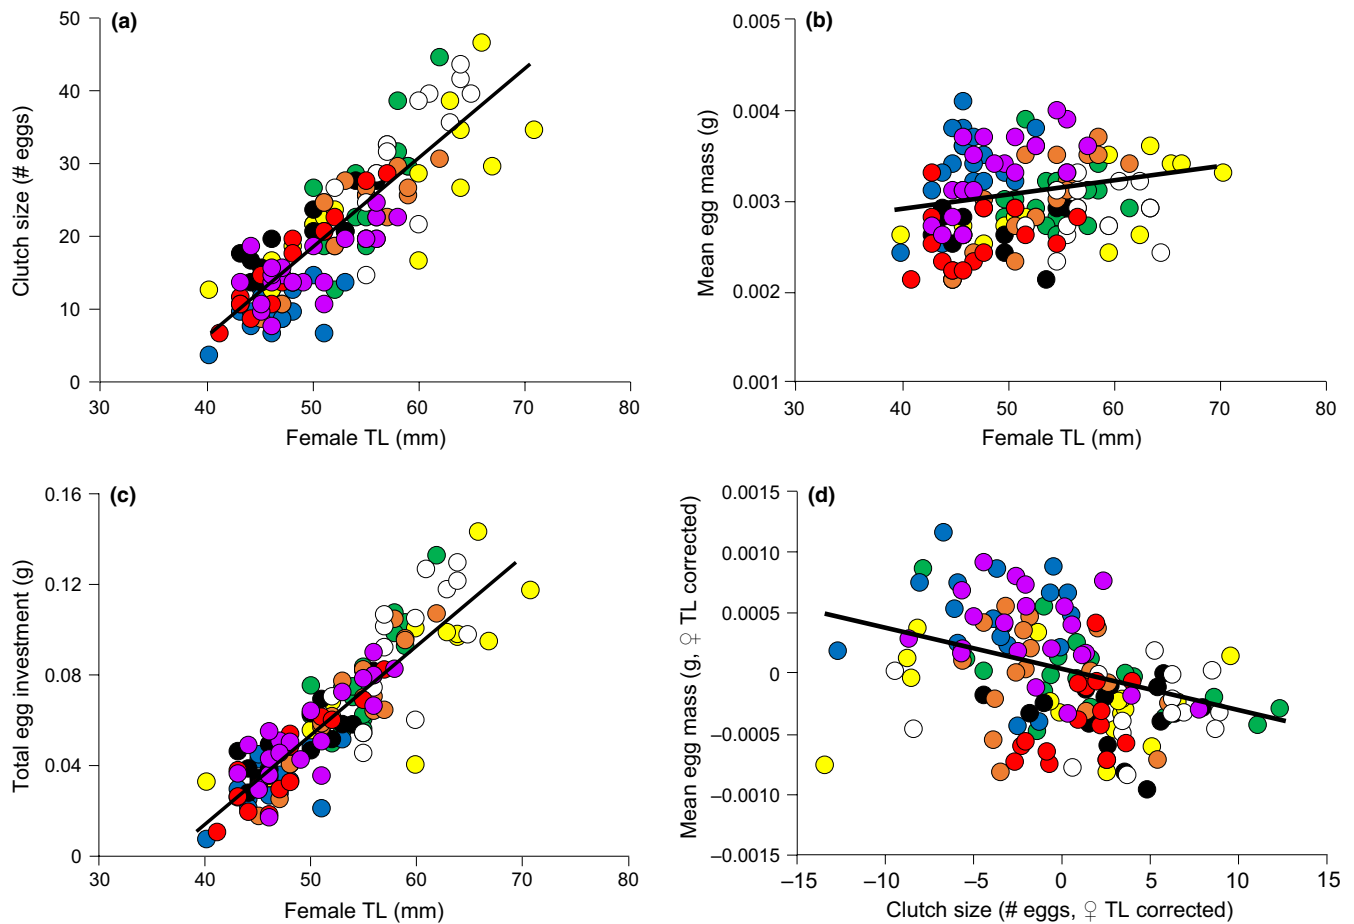 (a)
Clutch size (# eggs)
50
40
30
20
10
0
30 40 50 60 70 80
Female TL (mm)
(b)
Mean egg mass (g)
0.005
0.004
0.003
0.002
0.001
30 40 50 60 70 80
Female TL (mm)
(c)
Total egg investment (g)
0.16
0.12
0.08
0.04
0
30 40 50 60 70 80
Female TL (mm)
(d)
Mean egg mass (g, ♀ TL corrected)
0.0015
0.0010
0.0005
0
−0.0005
−0.0010
−0.0015
−15 −10 −5 0 5 10 15
Clutch size (# eggs, ♀ TL corrected)